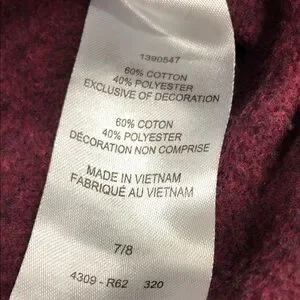 1390547
60% COTTON
40% POLYESTER
EXCLUSIVE OF DECORATION
60% COTON
40% POLYESTER
DÉCORATION NON COMPRISE
MADE IN VIETNAM
FABRIQUÉ AU VIETNAM
7/8
4309 - R62 320